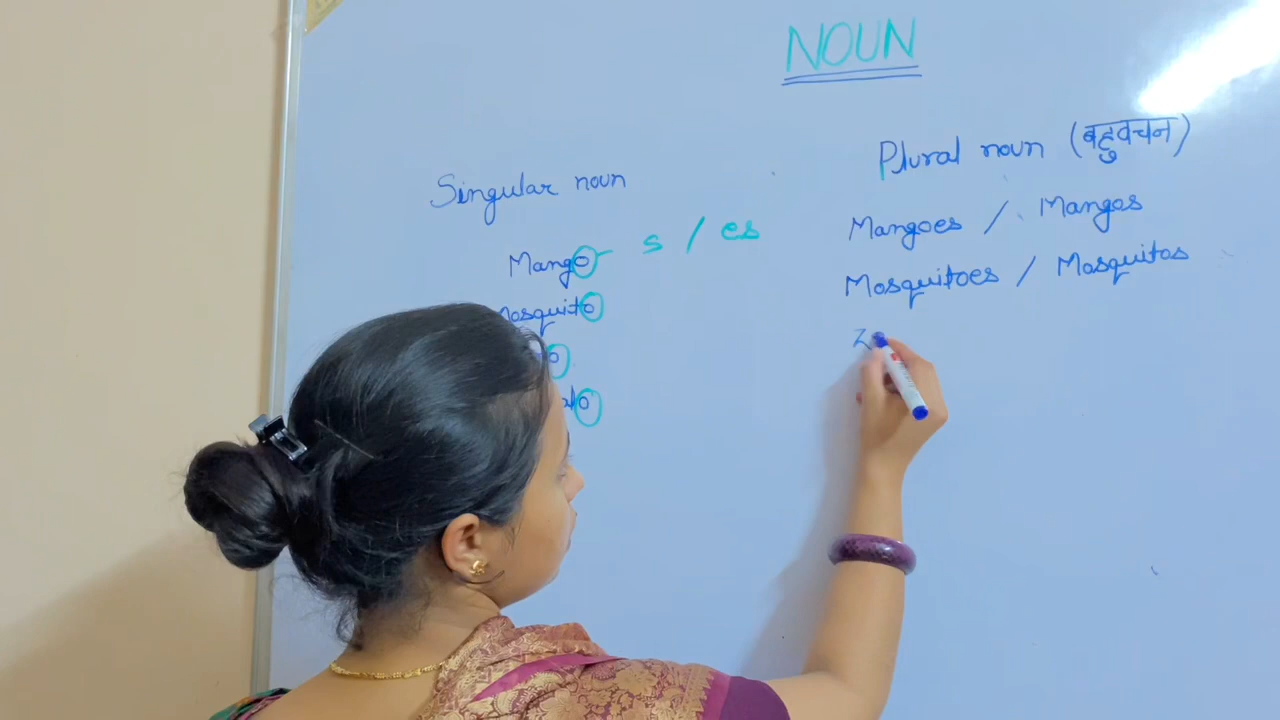 NOUN
Singular noun
Plural noun (बहुवचन)
Mango - s / es
Mangoes / Mangos
Mosquitoes / Mosquitos
Z